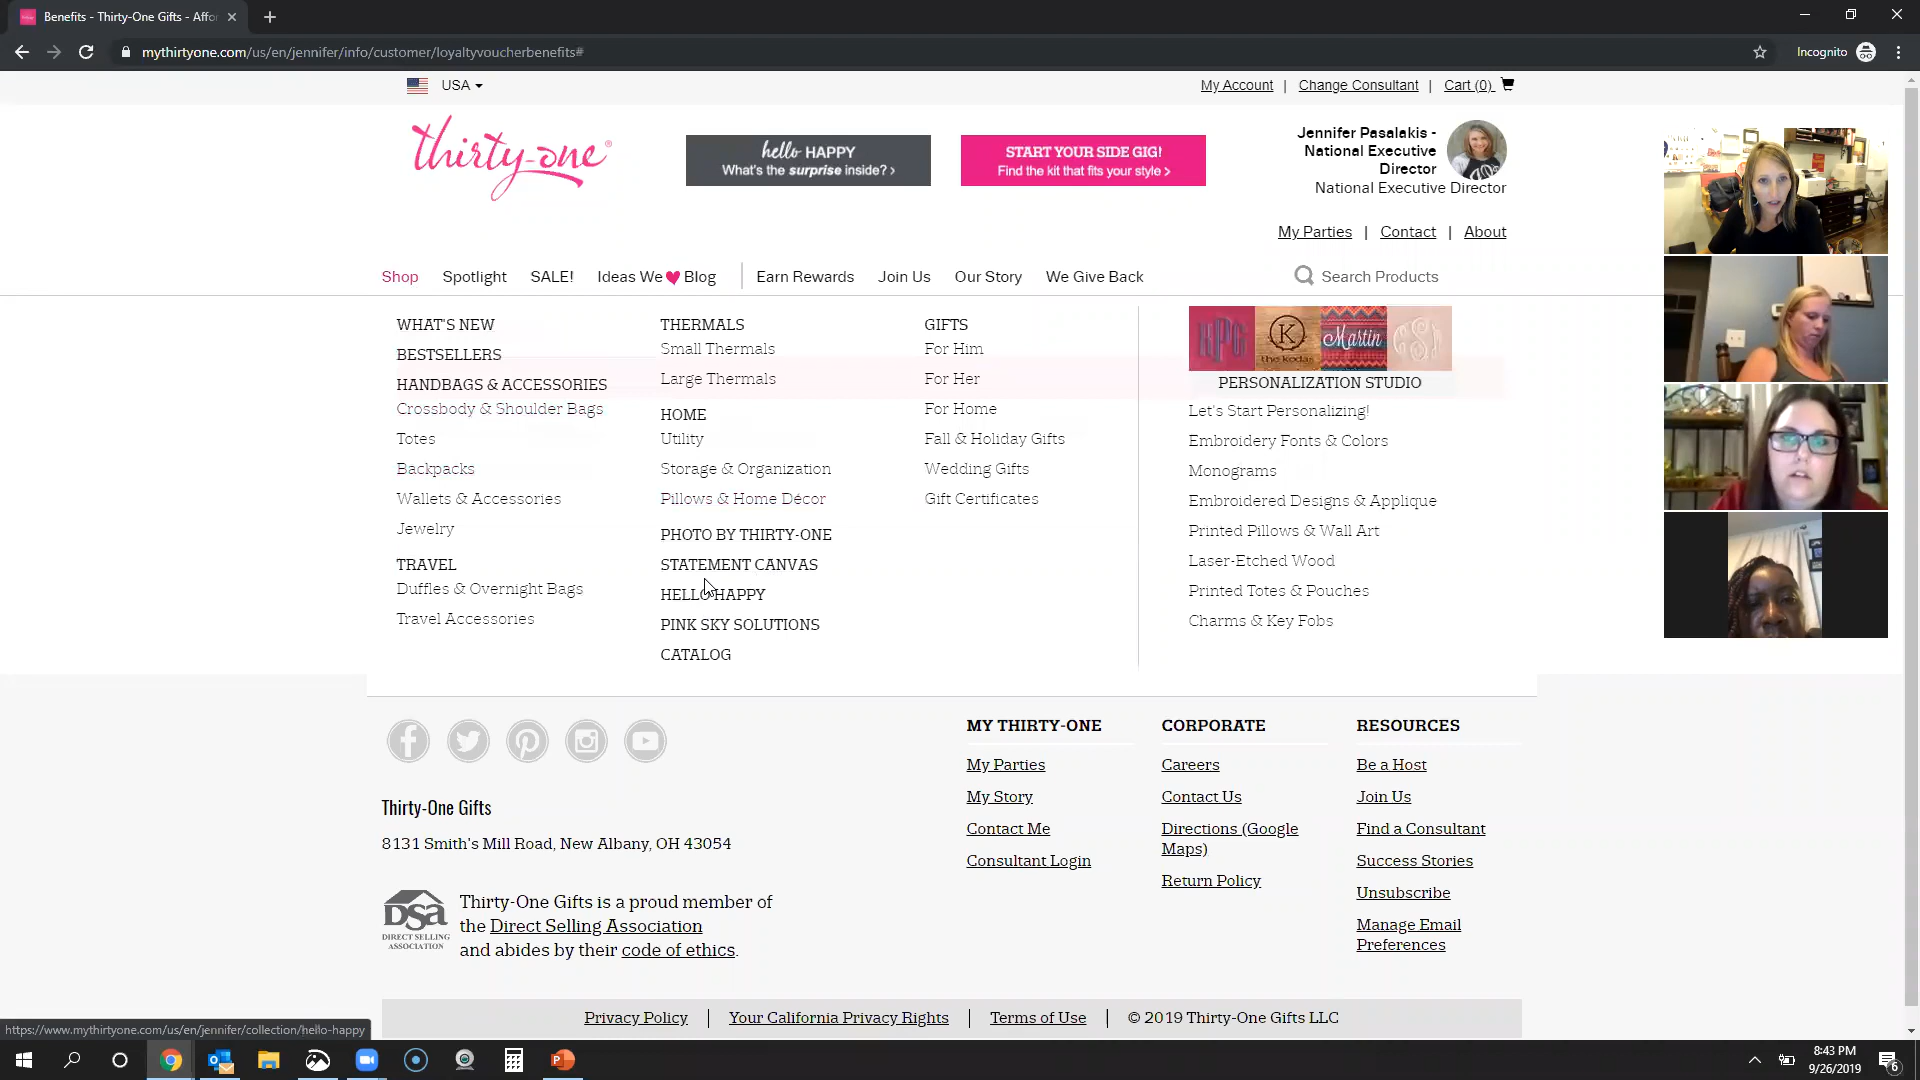 Benefits - Thirty-One Gifts - Affor
mythirtyone.com/us/en/jennifer/info/customer/loyaltyvoucherbenefits#
Incognito
USA
My Account | Change Consultant | Cart (0)
thirty-one®
hello HAPPY
What's the surprise inside? >
START YOUR SIDE GIG!
Find the kit that fits your style >
Jennifer Pasalakis -
National Executive
Director
National Executive Director
My Parties | Contact | About
Shop
Spotlight
SALE!
Ideas We Blog
Earn Rewards
Join Us
Our Story
We Give Back
Search Products
WHAT'S NEW
BESTSELLERS
HANDBAGS & ACCESSORIES
Crossbody & Shoulder Bags
Totes
Backpacks
Wallets & Accessories
Jewelry
TRAVEL
Duffles & Overnight Bags
Travel Accessories
THERMALS
Small Thermals
Large Thermals
HOME
Utility
Storage & Organization
Pillows & Home Décor
PHOTO BY THIRTY-ONE
STATEMENT CANVAS
HELLO HAPPY
PINK SKY SOLUTIONS
CATALOG
GIFTS
For Him
For Her
For Home
Fall & Holiday Gifts
Wedding Gifts
Gift Certificates
K
the kodas
Martin
PERSONALIZATION STUDIO
Let's Start Personalizing!
Embroidery Fonts & Colors
Monograms
Embroidered Designs & Applique
Printed Pillows & Wall Art
Laser-Etched Wood
Printed Totes & Pouches
Charms & Key Fobs
Thirty-One Gifts
8131 Smith's Mill Road, New Albany, OH 43054
DSA
DIRECT SELLING
ASSOCIATION
Thirty-One Gifts is a proud member of
the Direct Selling Association
and abides by their code of ethics.
MY THIRTY-ONE
My Parties
My Story
Contact Me
Consultant Login
CORPORATE
Careers
Contact Us
Directions (Google
Maps)
Return Policy
RESOURCES
Be a Host
Join Us
Find a Consultant
Success Stories
Unsubscribe
Manage Email
Preferences
Privacy Policy | Your California Privacy Rights | Terms of Use | © 2019 Thirty-One Gifts LLC
https://www.mythirtyone.com/us/en/jennifer/collection/hello-happy
8:43 PM
9/26/2019
6